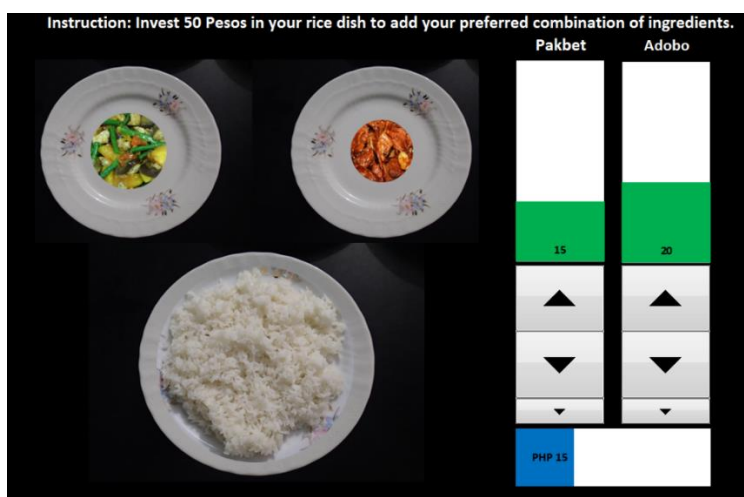 Instruction: Invest 50 Pesos in your rice dish to add your preferred combination of ingredients.
Pakbet Adobo
15 20
PHP 15